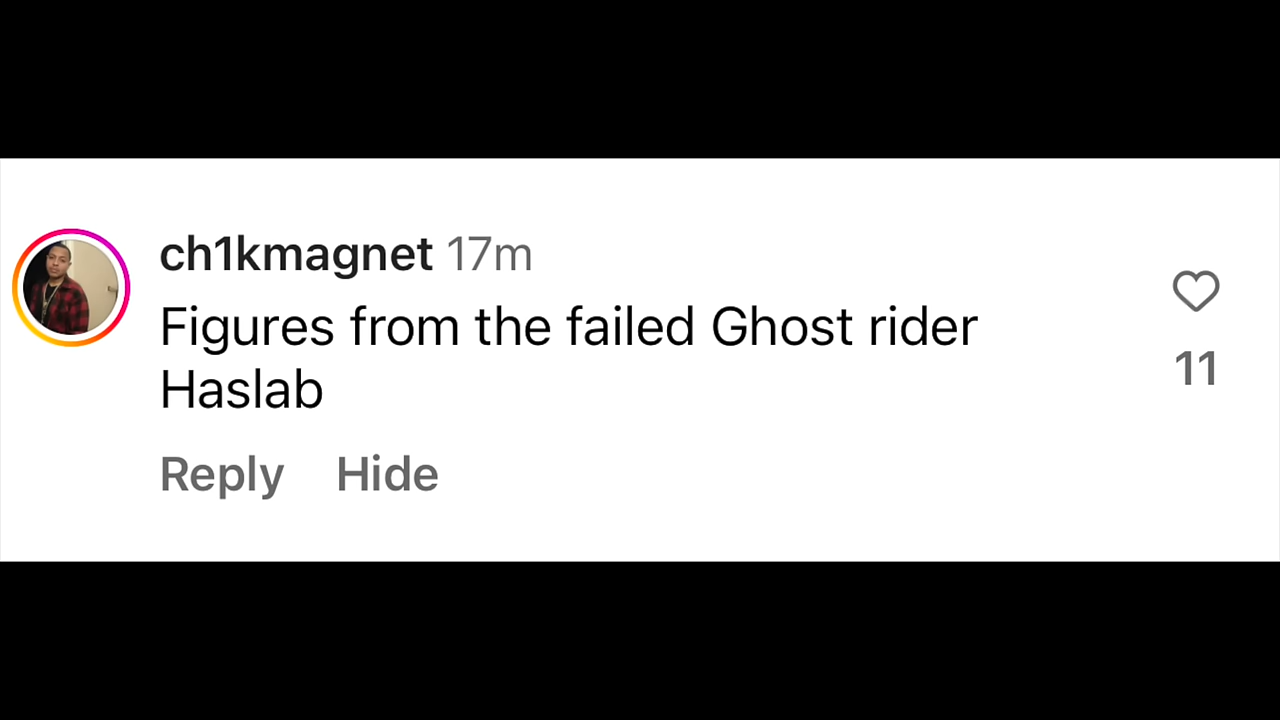 ch1kmagnet 17m
Figures from the failed Ghost rider
Haslab
11
Reply Hide